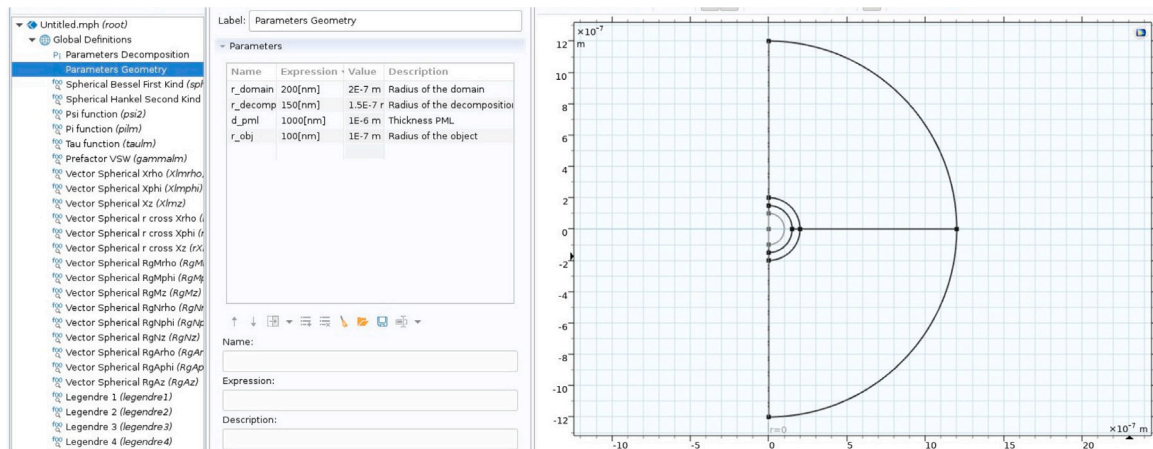 Untitled.mph (root)
Global Definitions
Pi Parameters Decomposition
Parameters Geometry
Spherical Bessel First Kind (sph
Spherical Hankel Second Kind
Psi function (psi2)
Pi function (pilm)
Tau function (taulm)
Prefactor VSW (gammalm)
Vector Spherical Xrho (Xlmrho,
Vector Spherical Xphi (Xlmphi)
Vector Spherical Xz (Xlmz)
Vector Spherical r cross Xrho (
Vector Spherical r cross Xphi (r
Vector Spherical r cross Xz (rX
Vector Spherical RgMrho (RgM
Vector Spherical RgMphi (RgMp
Vector Spherical RgMz (RgMz)
Vector Spherical RgNrho (RgNr
Vector Spherical RgNphi (RgNp
Vector Spherical RgNz (RgNz)
Vector Spherical RgArho (RgAr
Vector Spherical RgAphi (RgAp
Vector Spherical RgAz (RgAz)
Legendre 1 (legendre1)
Legendre 2 (legendre2)
Legendre 3 (legendre3)
Legendre 4 (legendre4)
Label: Parameters Geometry
Parameters
Name Expression Value Description
r_domain 200[nm] 2E-7 m Radius of the domain
r_decomp 150[nm] 1.5E-7 r Radius of the decomposition
d_pml 1000[nm] 1E-6 m Thickness PML
r_obj 100[nm] 1E-7 m Radius of the object
Name:
Expression:
Description:
×10⁻⁷
m
12
10
8
6
4
2
0
-2
-4
-6
-8
-10
-12
r=0
×10⁻⁷ m
-10 -5 0 5 10 15 20